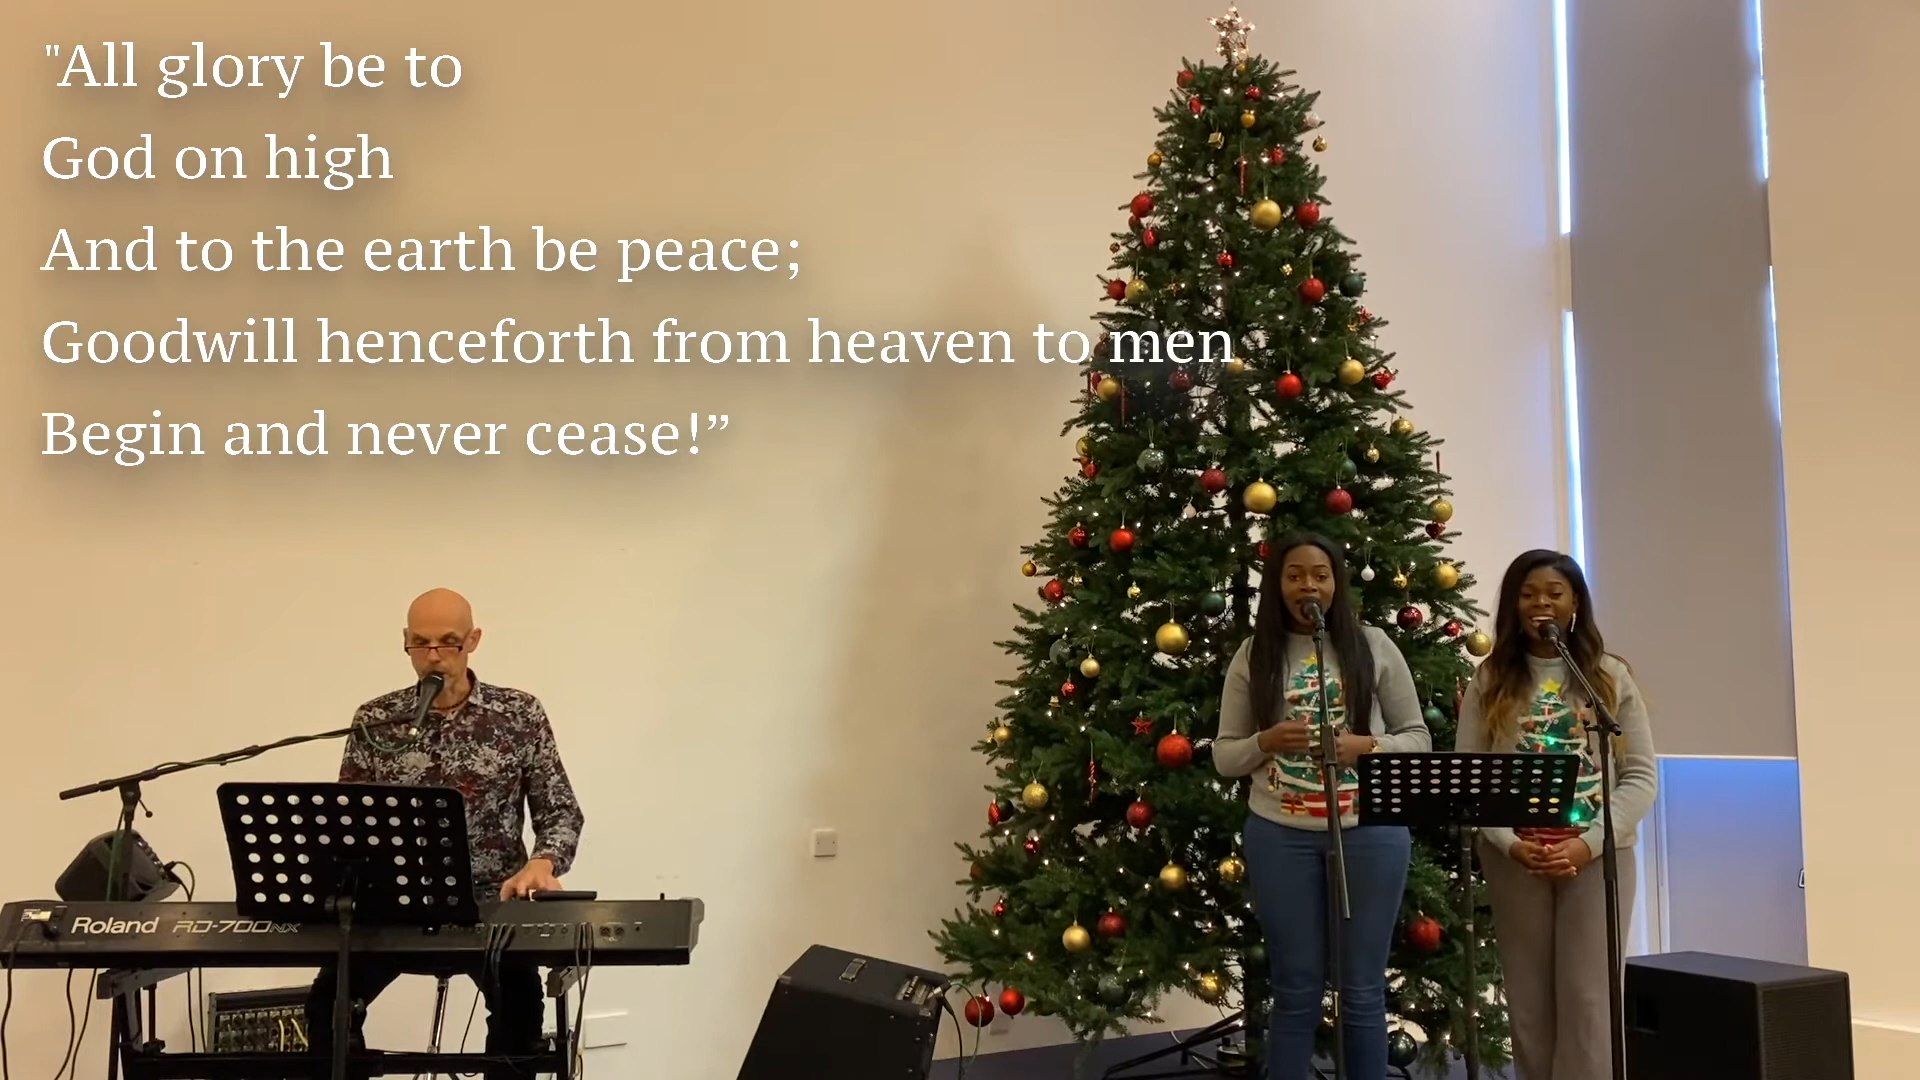 "All glory be to
God on high
And to the earth be peace;
Goodwill henceforth from heaven to men
Begin and never cease!”
Roland RD-700NX